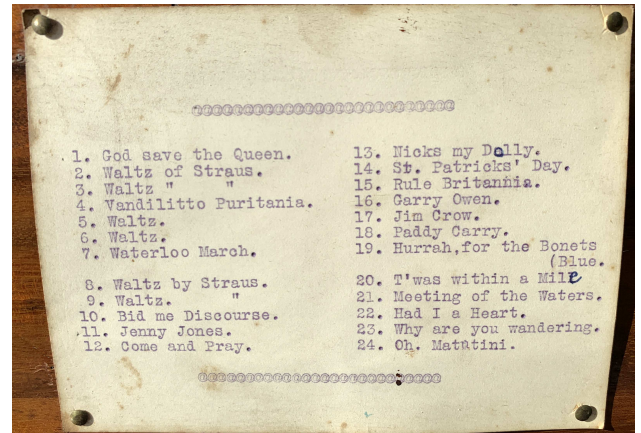 @@@@@@@@@@@@@@@@@@@@@@@@@@
1. God save the Queen.
2. Waltz of Straus.
3. Waltz " "
4. Vandilitto Puritania.
5. Waltz.
6. Waltz.
7. Waterloo March.
8. Waltz by Straus.
9. Waltz. "
10. Bid me Discourse.
11. Jenny Jones.
12. Come and Pray.
13. Nicks my Dolly.
14. St. Patricks' Day.
15. Rule Britannia.
16. Garry Owen.
17. Jim Crow.
18. Paddy Carry.
19. Hurrah,for the Bonets
(Blue.
20. T'was within a Mile
21. Meeting of the Waters.
22. Had I a Heart.
23. Why are you wandering.
24. Oh. Matutini.
@@@@@@@@@@@@@@@@@@@@@@@@